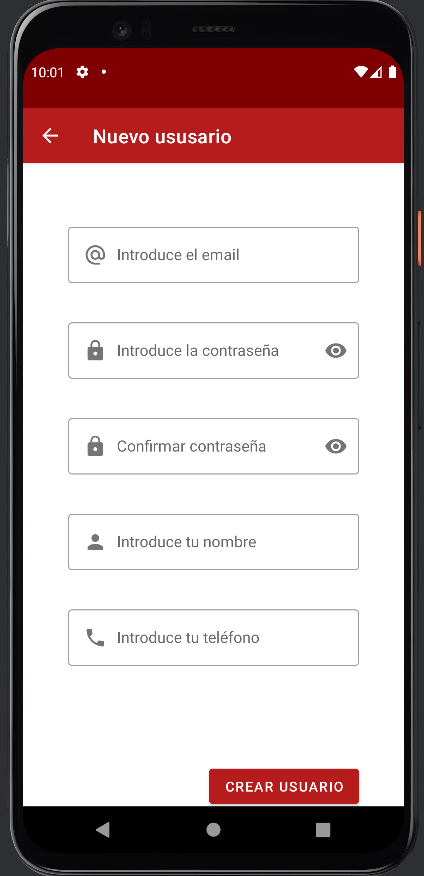 10:01
Nuevo ususario
Introduce el email
Introduce la contraseña
Confirmar contraseña
Introduce tu nombre
Introduce tu teléfono
CREAR USUARIO